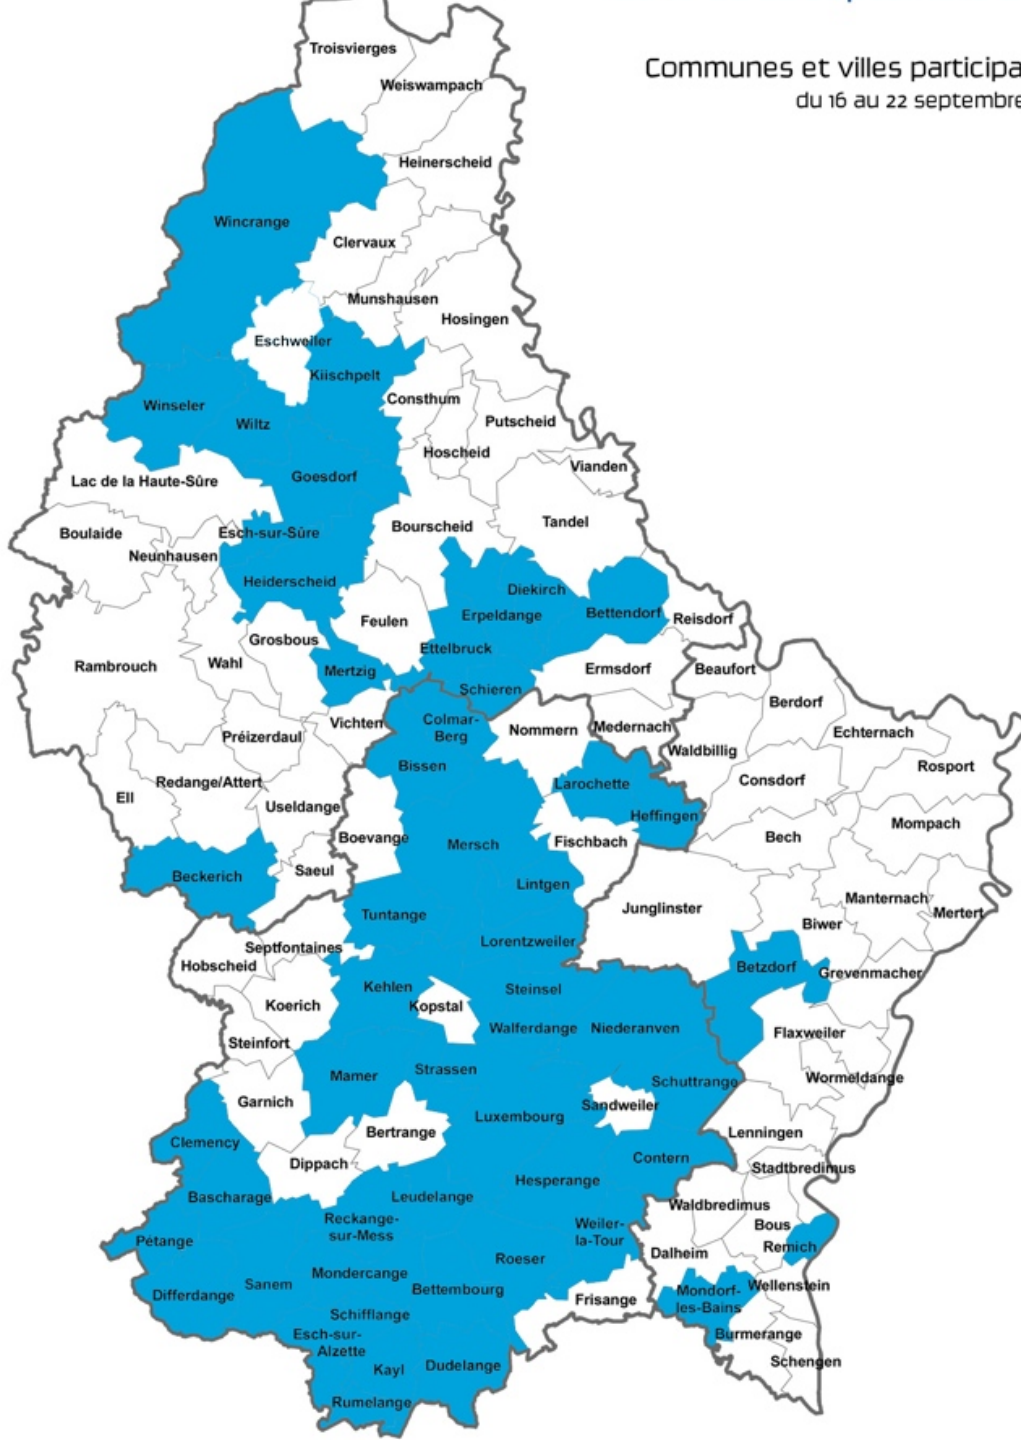 Communes et villes participa
du 16 au 22 septembre
Troisvierges
Weiswampach
Heinerscheid
Wincrange
Clervaux
Munshausen
Hosingen
Eschweiler
Kiischpelt
Consthum
Winseler
Wiltz
Putscheid
Hoscheid
Vianden
Lac de la Haute-Sûre
Goesdorf
Tandel
Bourscheid
Boulaide
Esch-sur-Sûre
Neunhausen
Heiderscheid
Diekirch
Erpeldange
Bettendorf
Reisdorf
Feulen
Grosbous
Ettelbruck
Rambrouch
Wahl
Mertzig
Ermsdorf
Beaufort
Schieren
Berdorf
Vichten
Colmar-
Berg
Nommern
Medernach
Echternach
Préizerdaul
Waldbillig
Bissen
Rosport
Redange/Attert
Larochette
Consdorf
Ell
Useldange
Heffingen
Mompach
Boevange
Mersch
Fischbach
Bech
Beckerich
Saeul
Lintgen
Manternach
Junglinster
Tuntange
Mertert
Biwer
Septfontaines
Lorentzweiler
Hobscheid
Betzdorf
Grevenmacher
Kehlen
Steinsel
Koerich
Kopstal
Walferdange
Niederanven
Flaxweiler
Steinfort
Strassen
Mamer
Schuttrange
Wormeldange
Garnich
Sandweiler
Luxembourg
Bertrange
Lenningen
Clemency
Contern
Dippach
Stadtbredimus
Hesperange
Bascharage
Leudelange
Waldbredimus
Reckange-
sur-Mess
Weiler-
la-Tour
Bous
Pétange
Remich
Dalheim
Roeser
Mondercange
Sanem
Bettembourg
Wellenstein
Differdange
Mondorf-
les-Bains
Frisange
Schifflange
Burmerange
Esch-sur-
Alzette
Schengen
Dudelange
Kayl
Rumelange